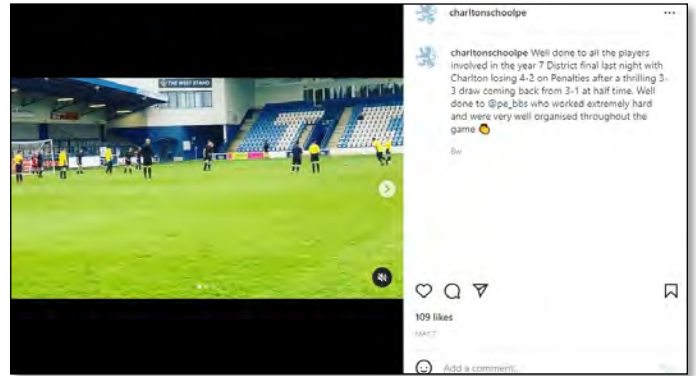 charltonschoolpe
THE WEST STAND
charltonschoolpe Well done to all the players
involved in the year 7 District final last night with
Charlton losing 4-2 on Penalties after a thrilling 3-
3 draw coming back from 3-1 at half time. Well
done to @pe_bbs who worked extremely hard
and were very well organised throughout the
game 👏
8w
109 likes
MAY 7
Add a comment...